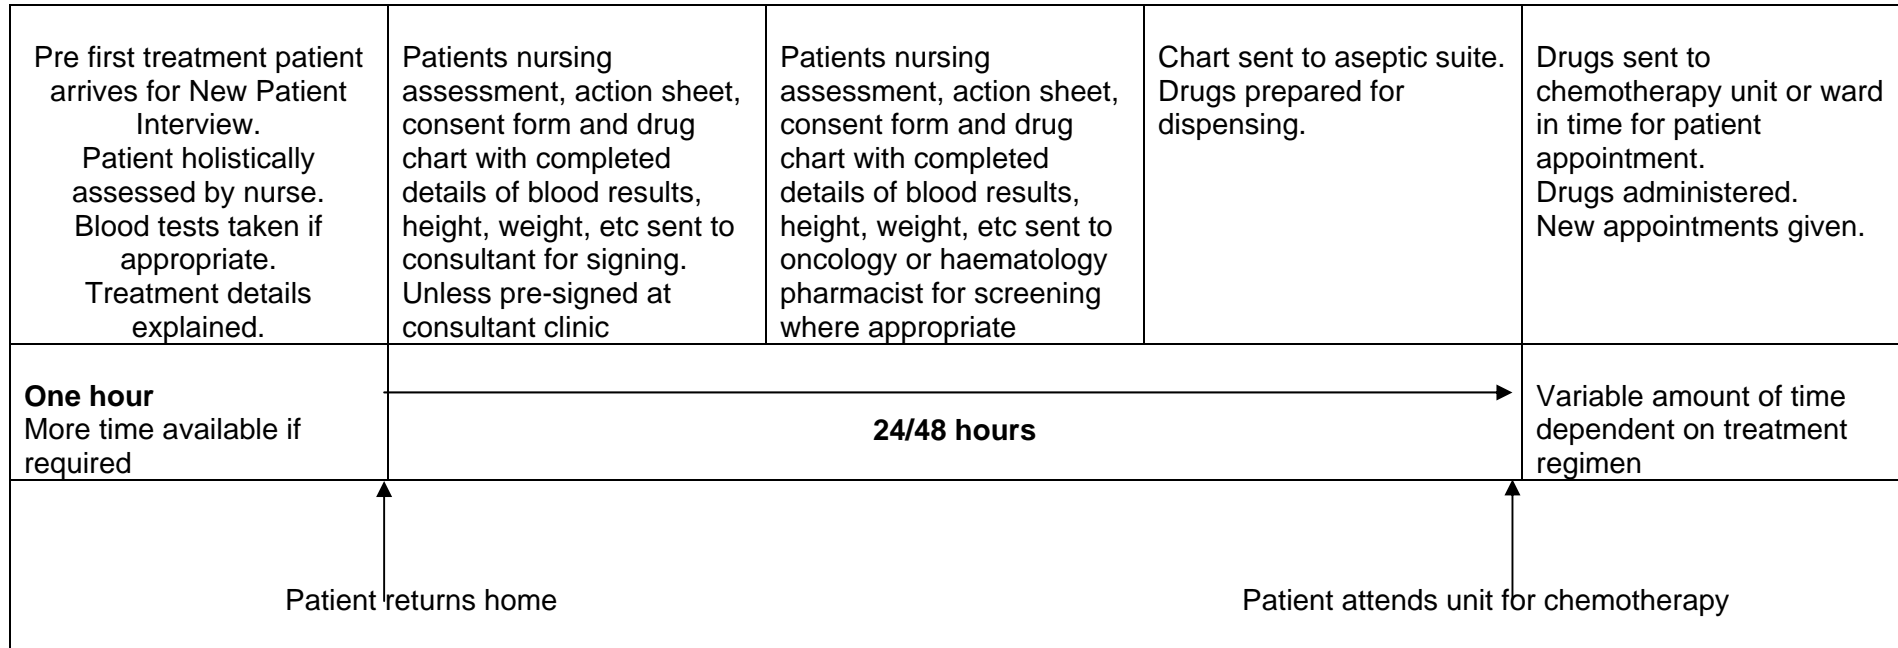 Pre first treatment patient
arrives for New Patient
Interview.
Patient holistically
assessed by nurse.
Blood tests taken if
appropriate.
Treatment details
explained.
Patients nursing
assessment, action sheet,
consent form and drug
chart with completed
details of blood results,
height, weight, etc sent to
consultant for signing.
Unless pre-signed at
consultant clinic
Patients nursing
assessment, action sheet,
consent form and drug
chart with completed
details of blood results,
height, weight, etc sent to
oncology or haematology
pharmacist for screening
where appropriate
Chart sent to aseptic suite.
Drugs prepared for
dispensing.
Drugs sent to
chemotherapy unit or ward
in time for patient
appointment.
Drugs administered.
New appointments given.
One hour
More time available if
required
24/48 hours
Variable amount of time
dependent on treatment
regimen
Patient returns home
Patient attends unit for chemotherapy